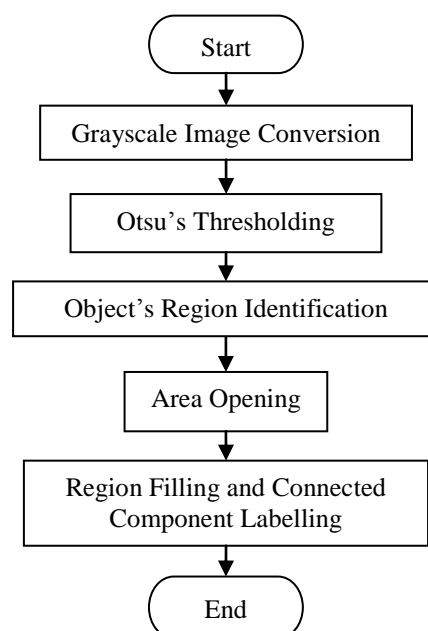 Start
Grayscale Image Conversion
Otsu's Thresholding
Object's Region Identification
Area Opening
Region Filling and Connected
Component Labelling
End